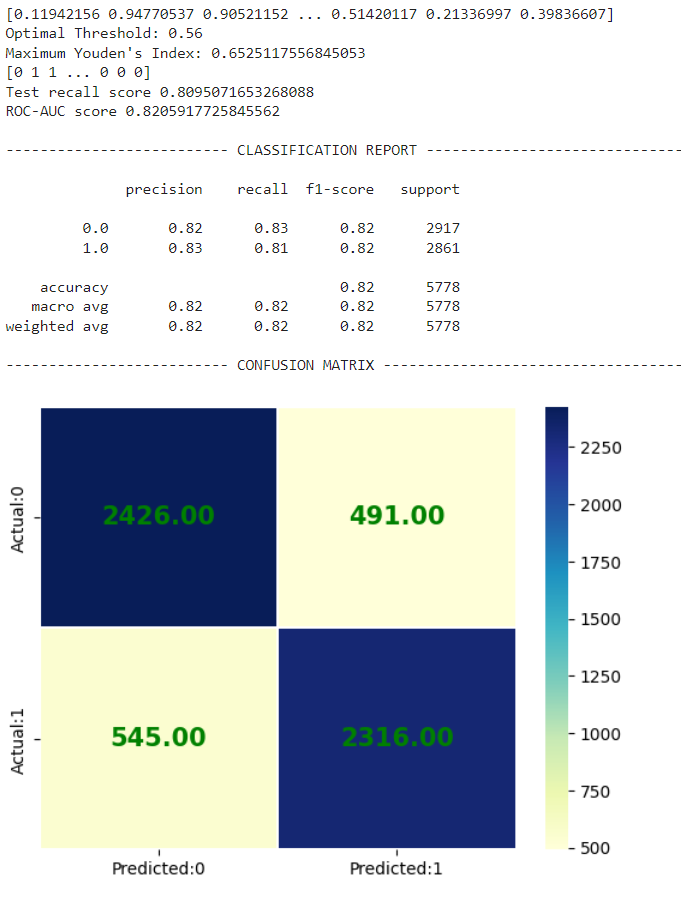 [0.11942156 0.94770537 0.90521152 ... 0.51420117 0.21336997 0.39836607]
Optimal Threshold: 0.56
Maximum Youden's Index: 0.6525117556845053
[0 1 1 ... 0 0 0]
Test recall score 0.8095071653268088
ROC-AUC score 0.8205917725845562
-------------------------- CLASSIFICATION REPORT ------------------------------
precision recall f1-score support
0.0 0.82 0.83 0.82 2917
1.0 0.83 0.81 0.82 2861
accuracy 0.82 5778
macro avg 0.82 0.82 0.82 5778
weighted avg 0.82 0.82 0.82 5778
-------------------------- CONFUSION MATRIX -----------------------------------
2250
Actual:0 2426.00 491.00
2000
1750
1500
1250
1000
Actual:1 545.00 2316.00
750
500
Predicted:0 Predicted:1